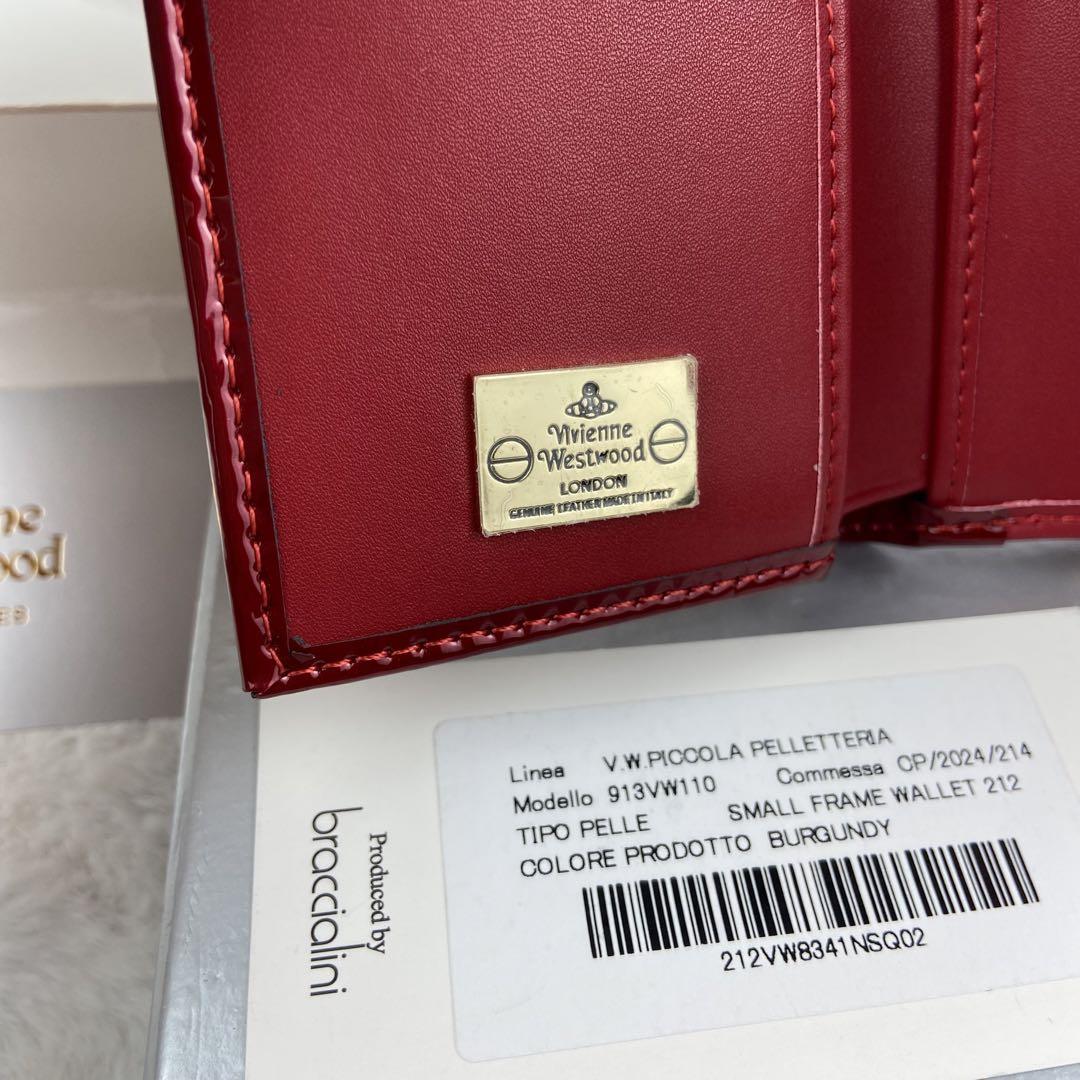 Vivienne
Westwood
LONDON
GENUINE LEATHER MADE IN ITALY
ne
ood
ES
Produced by
braccialini
Linea V.W.PICCOLA PELLETTERIA
Modello 913VW110 Commessa CP/2024/214
TIPO PELLE SMALL FRAME WALLET 212
COLORE PRODOTTO BURGUNDY
212VW8341NSQ02